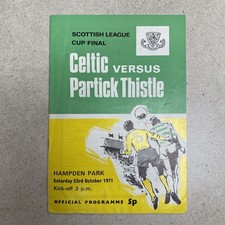 SCOTTISH LEAGUE
CUP FINAL
Celtic VERSUS
Partick Thistle
HAMPDEN PARK
Saturday 23rd October 1971
Kick-off 3 p.m.
OFFICIAL PROGRAMME 5p